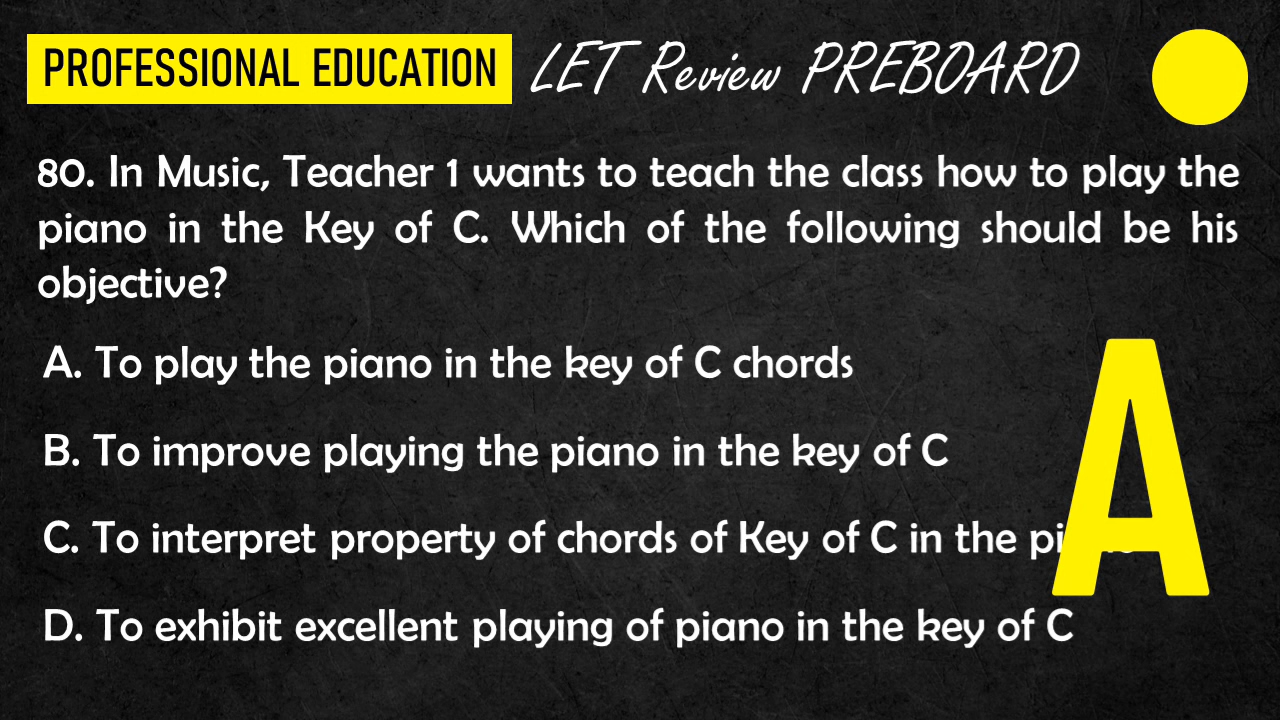 PROFESSIONAL EDUCATION LET Review PREBOARD
80. In Music, Teacher 1 wants to teach the class how to play the
piano in the Key of C. Which of the following should be his
objective?
A. To play the piano in the key of C chords
B. To improve playing the piano in the key of C
C. To interpret property of chords of Key of C in the
D. To exhibit excellent playing of piano in the key of C
A